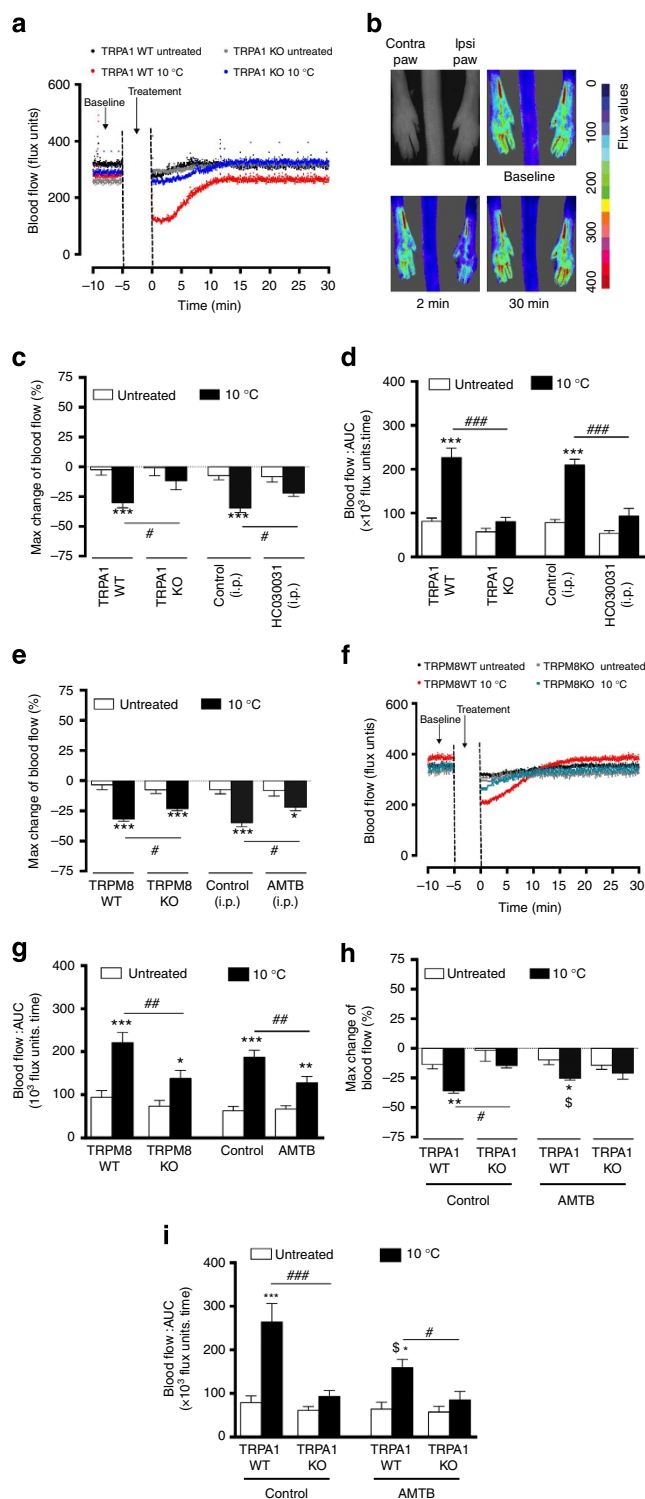 a
TRPA1 WT untreated TRPA1 KO untreated
TRPA1 WT 10 °C TRPA1 KO 10 °C
Baseline Treatement
Blood flow (flux units)
600
400
200
0
–10 –5 0 5 10 15 20 25 30
Time (min)
b
Contra paw
Ipsi paw
Baseline
2 min 30 min
0
100
200
300
400
Flux values
c
Untreated 10 °C
Max change of blood flow (%)
75
50
25
0
–25
–50
–75
*** ***
# #
TRPA1 WT
TRPA1 KO
Control (i.p.)
HC030031 (i.p.)
d
Untreated 10 °C
Blood flow :AUC
(×10³ flux units.time)
400
300
200
100
0
### ###
*** ***
TRPA1 WT
TRPA1 KO
Control (i.p.)
HC030031 (i.p.)
e
Untreated 10 °C
Max change of blood flow (%)
75
50
25
0
–25
–50
–75
*** *** *** *
# #
TRPM8 WT
TRPM8 KO
Control (i.p.)
AMTB (i.p.)
f
TRPM8WT untreated TRPM8KO untreated
TRPM8WT 10 °C TRPM8KO 10 °C
Baseline Treatement
Blood flow (flux untis)
600
400
200
0
–10 –5 0 5 10 15 20 25 30
Time (min)
g
Untreated 10 °C
Blood flow :AUC
(10³ flux units. time)
400
300
200
100
0
## ##
*** * *** **
TRPM8 WT
TRPM8 KO
Control
AMTB
h
Untreated 10 °C
Max change of
blood flow (%)
75
50
25
0
–25
–50
–75
** *
# $
TRPA1 WT
TRPA1 KO
TRPA1 WT
TRPA1 KO
Control AMTB
i
Untreated 10 °C
Blood flow :AUC
(×10³ flux units. time)
400
300
200
100
0
### #
*** $ *
TRPA1 WT
TRPA1 KO
TRPA1 WT
TRPA1 KO
Control AMTB